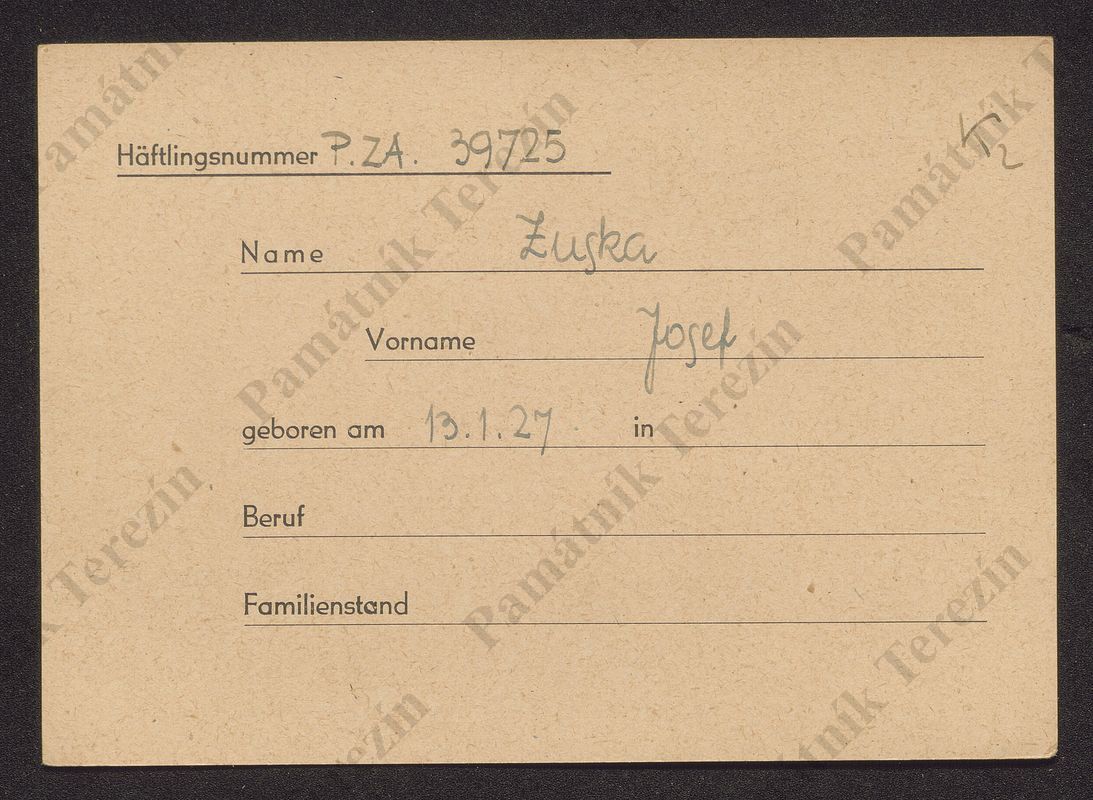 Häftlingsnummer P.ZA. 39725
Name Zuska
Vorname Josef
geboren am 13.1.27 in
Beruf
Familienstand
Památník Terezín